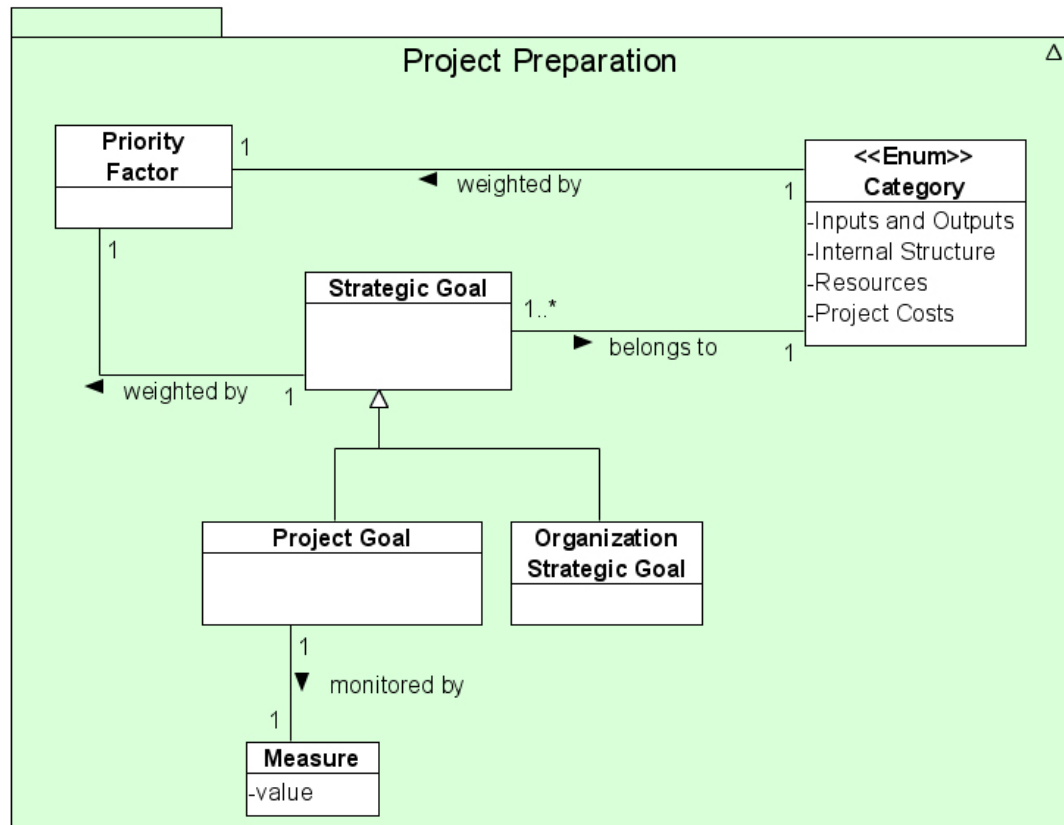 Project Preparation
Priority
Factor
1
weighted by
1
<<Enum>>
Category
-Inputs and Outputs
-Internal Structure
-Resources
-Project Costs
1
Strategic Goal
1..*
belongs to
1
weighted by
1
Project Goal
Organization
Strategic Goal
1
monitored by
1
Measure
-value